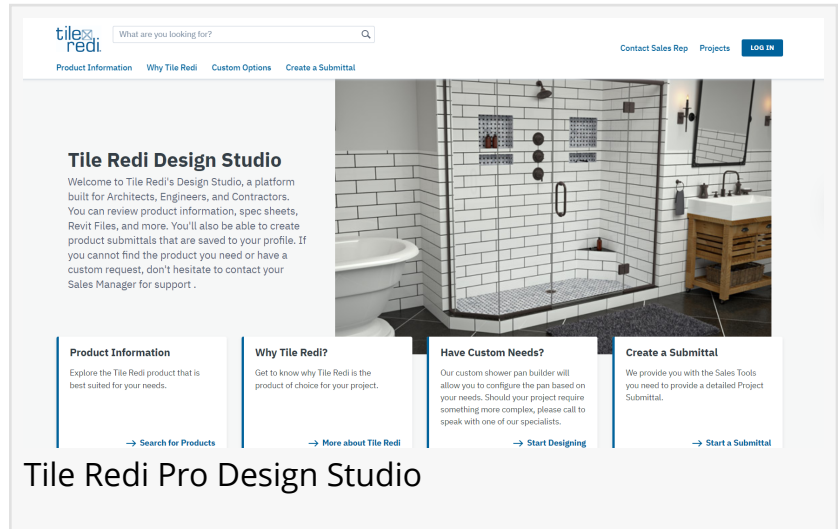 tile
redi.
What are you looking for?
Contact Sales Rep Projects LOG IN
Product Information Why Tile Redi Custom Options Create a Submittal
Tile Redi Design Studio
Welcome to Tile Redi's Design Studio, a platform
built for Architects, Engineers, and Contractors.
You can review product information, spec sheets,
Revit Files, and more. You'll also be able to create
product submittals that are saved to your profile. If
you cannot find the product you need or have a
custom request, don't hesitate to contact your
Sales Manager for support .
Product Information
Explore the Tile Redi product that is
best suited for your needs.
→ Search for Products
Why Tile Redi?
Get to know why Tile Redi is the
product of choice for your project.
→ More about Tile Redi
Have Custom Needs?
Our custom shower pan builder will
allow you to configure the pan based on
your needs. Should your project require
something more complex, please call to
speak with one of our specialists.
→ Start Designing
Create a Submittal
We provide you with the Sales Tools
you need to provide a detailed Project
Submittal.
→ Start a Submittal
Tile Redi Pro Design Studio